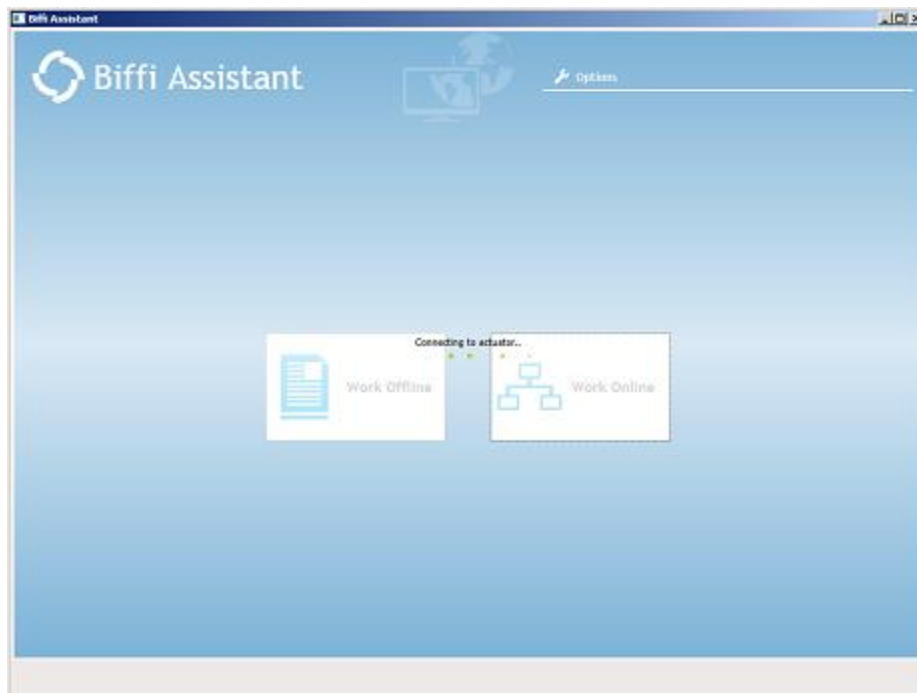 Biffi Assistant
Biffi Assistant
Options
Connecting to actuator..
Work Offline
Work Online